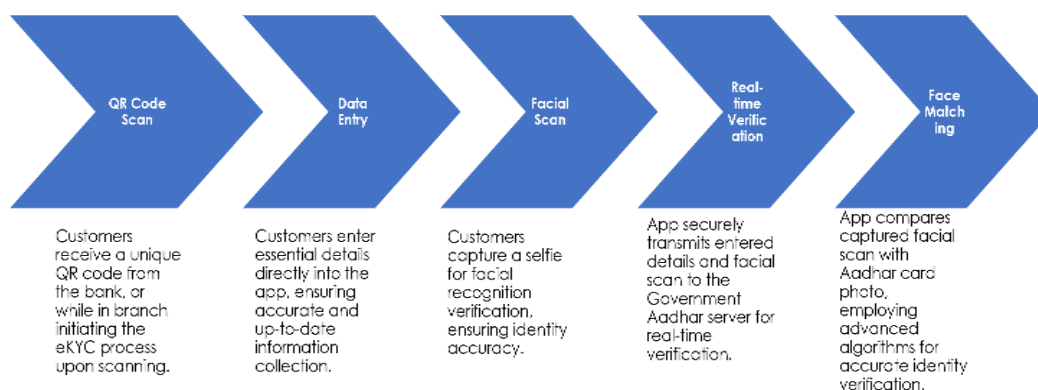 QR Code
Scan
Data
Entry
Facial
Scan
Real-
time
Verific
ation
Face
Match
ing
Customers
receive a unique
QR code from
the bank, or
while in branch
initiating the
eKYC process
upon scanning.
Customers enter
essential details
directly into the
app, ensuring
accurate and
up-to-date
information
collection.
Customers
capture a selfie
for facial
recognition
verification,
ensuring identity
accuracy.
App securely
transmits entered
details and facial
scan to the
Government
Aadhar server for
real-time
verification.
App compares
captured facial
scan with
Aadhar card
photo,
employing
advanced
algorithms for
accurate identity
verification.